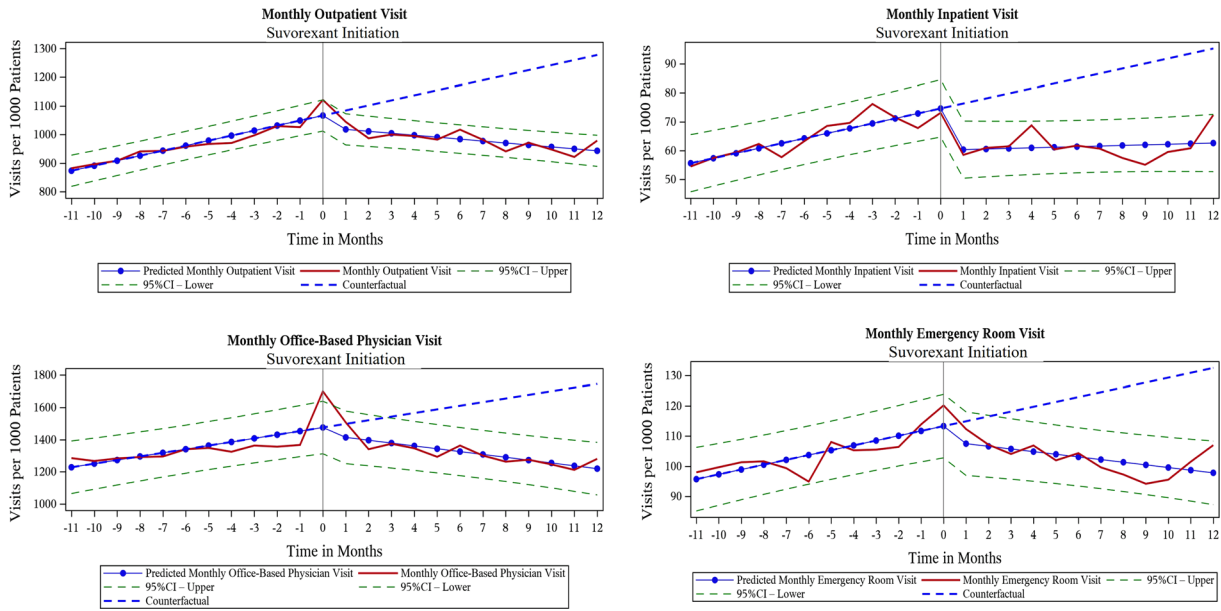 Monthly Outpatient Visit
Suvorexant Initiation
Visits per 1000 Patients
1300
1200
1100
1000
900
800
-11 -10 -9 -8 -7 -6 -5 -4 -3 -2 -1 0 1 2 3 4 5 6 7 8 9 10 11 12
Time in Months
Predicted Monthly Outpatient Visit Monthly Outpatient Visit 95%CI – Upper
95%CI – Lower Counterfactual
Monthly Inpatient Visit
Suvorexant Initiation
Visits per 1000 Patients
90
80
70
60
50
-11 -10 -9 -8 -7 -6 -5 -4 -3 -2 -1 0 1 2 3 4 5 6 7 8 9 10 11 12
Time in Months
Predicted Monthly Inpatient Visit Monthly Inpatient Visit 95%CI – Upper
95%CI – Lower Counterfactual
Monthly Office-Based Physician Visit
Suvorexant Initiation
Visits per 1000 Patients
1800
1600
1400
1200
1000
-11 -10 -9 -8 -7 -6 -5 -4 -3 -2 -1 0 1 2 3 4 5 6 7 8 9 10 11 12
Time in Months
Predicted Monthly Office-Based Physician Visit Monthly Office-Based Physician Visit
95%CI – Upper 95%CI – Lower
Counterfactual
Monthly Emergency Room Visit
Suvorexant Initiation
Visits per 1000 Patients
130
120
110
100
90
-11 -10 -9 -8 -7 -6 -5 -4 -3 -2 -1 0 1 2 3 4 5 6 7 8 9 10 11 12
Time in Months
Predicted Monthly Emergency Room Visit Monthly Emergency Room Visit 95%CI – Upper
95%CI – Lower Counterfactual